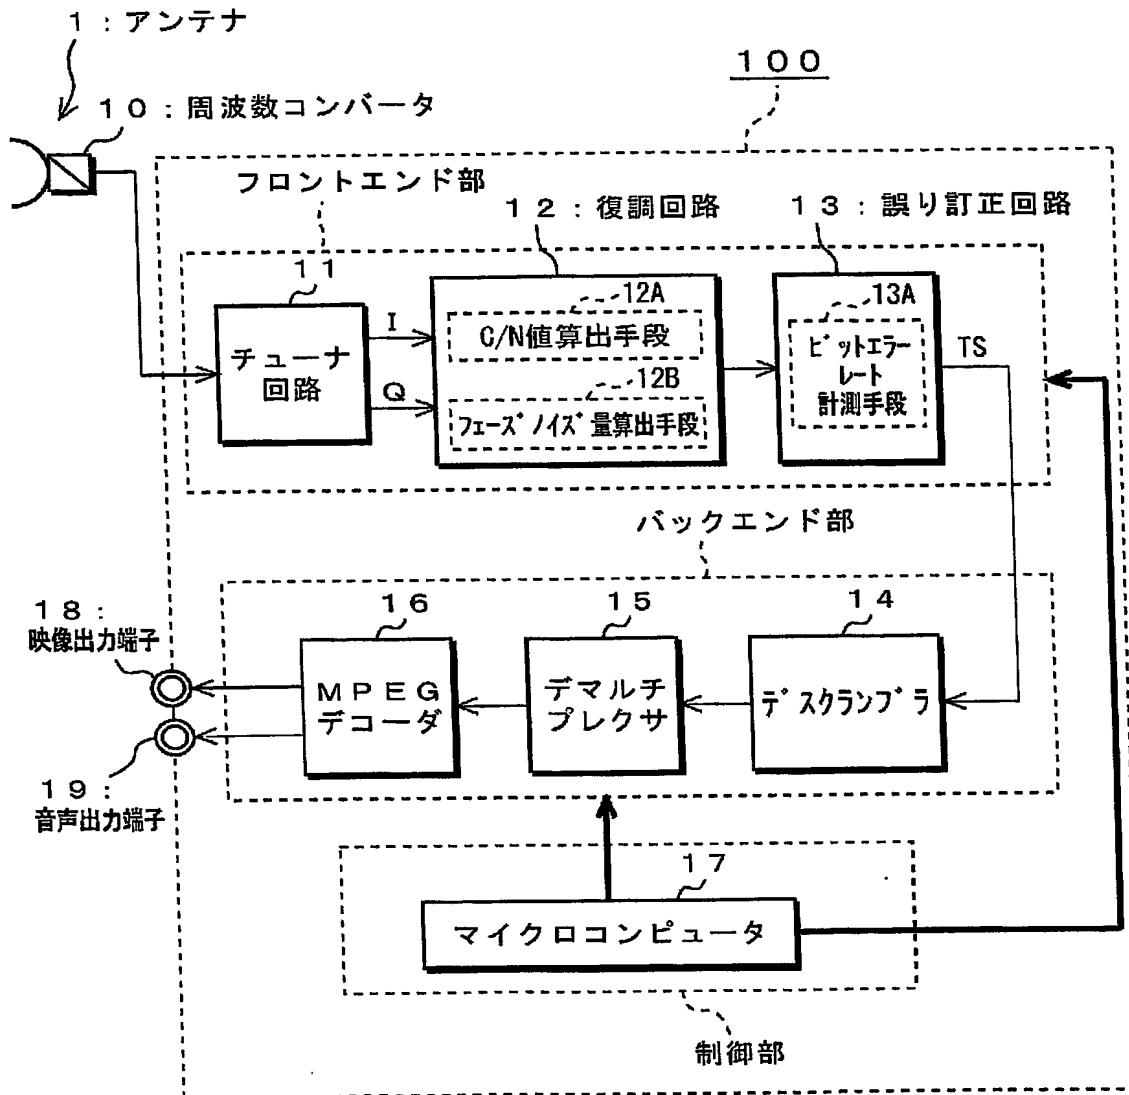 1：アンテナ
100
10：周波数コンバータ
フロントエンド部
12：復調回路
13：誤り訂正回路
11
チューナ
回路
I
Q
12A
C/N値算出手段
12B
フェーズノイズ量算出手段
13A
ビットエラー
レート
計測手段
TS
バックエンド部
18：
映像出力端子
19：
音声出力端子
16
MPEG
デコーダ
15
デマルチ
プレクサ
14
デスクランブラ
17
マイクロコンピュータ
制御部